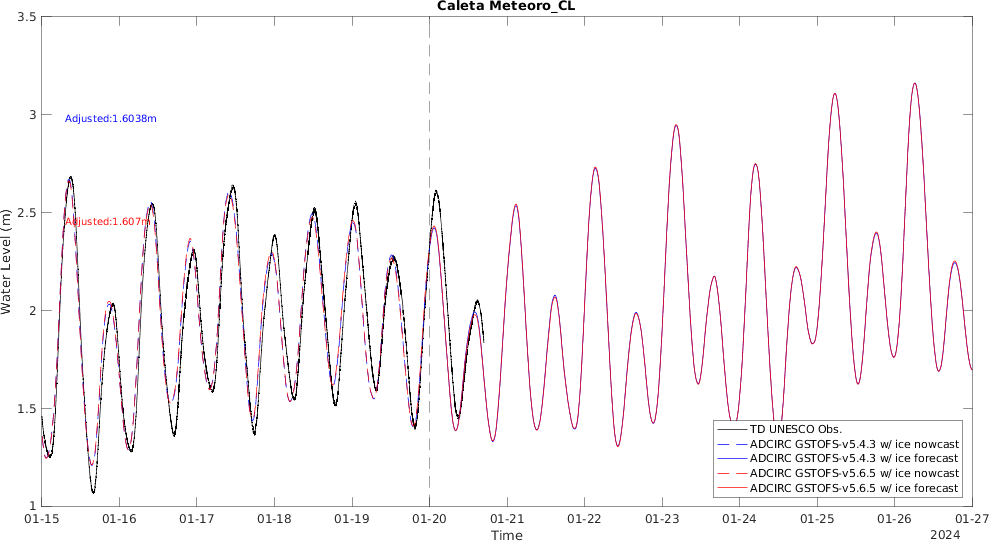 Caleta Meteoro_CL
3.5
3
2.5
2
1.5
1
Water Level (m)
Adjusted:1.6038m
Adjusted:1.607m
TD UNESCO Obs.
ADCIRC GSTOFS-v5.4.3 w/ ice nowcast
ADCIRC GSTOFS-v5.4.3 w/ ice forecast
ADCIRC GSTOFS-v5.6.5 w/ ice nowcast
ADCIRC GSTOFS-v5.6.5 w/ ice forecast
01-15 01-16 01-17 01-18 01-19 01-20 01-21 01-22 01-23 01-24 01-25 01-26 01-27
Time
2024